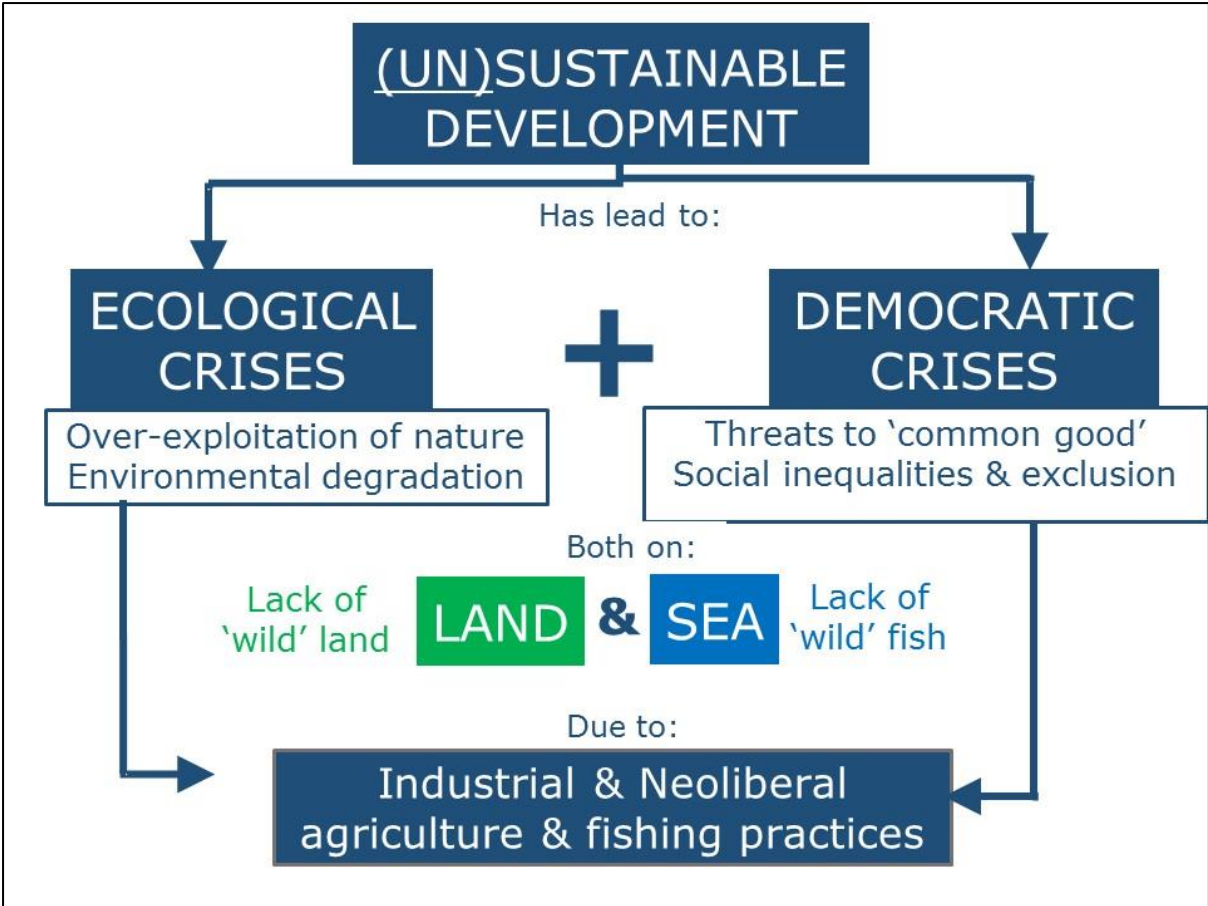 (UN)SUSTAINABLE
DEVELOPMENT
Has lead to:
ECOLOGICAL
CRISES
+
DEMOCRATIC
CRISES
Over-exploitation of nature
Environmental degradation
Threats to ‘common good’
Social inequalities & exclusion
Both on:
Lack of
‘wild’ land
LAND
&
SEA
Lack of
‘wild’ fish
Due to:
Industrial & Neoliberal
agriculture & fishing practices